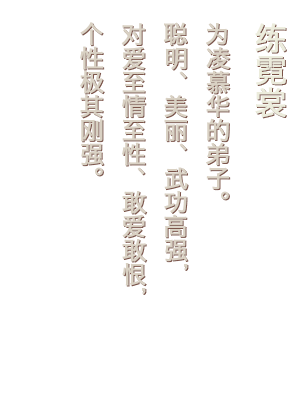 练霓裳
为凌慕华的弟子。
聪明、美丽、武功高强，
对爱至情至性、敢爱敢恨，
个性极其刚强。